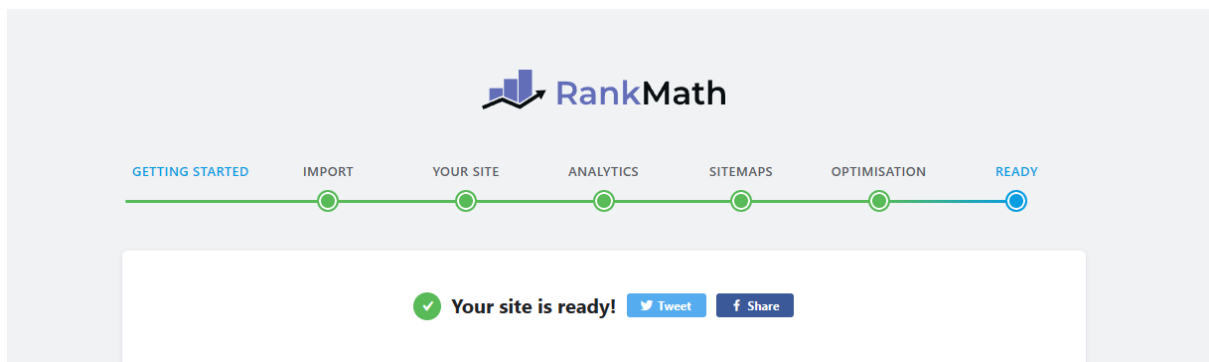 RankMath
GETTING STARTED IMPORT YOUR SITE ANALYTICS SITEMAPS OPTIMISATION READY
Your site is ready! Tweet Share